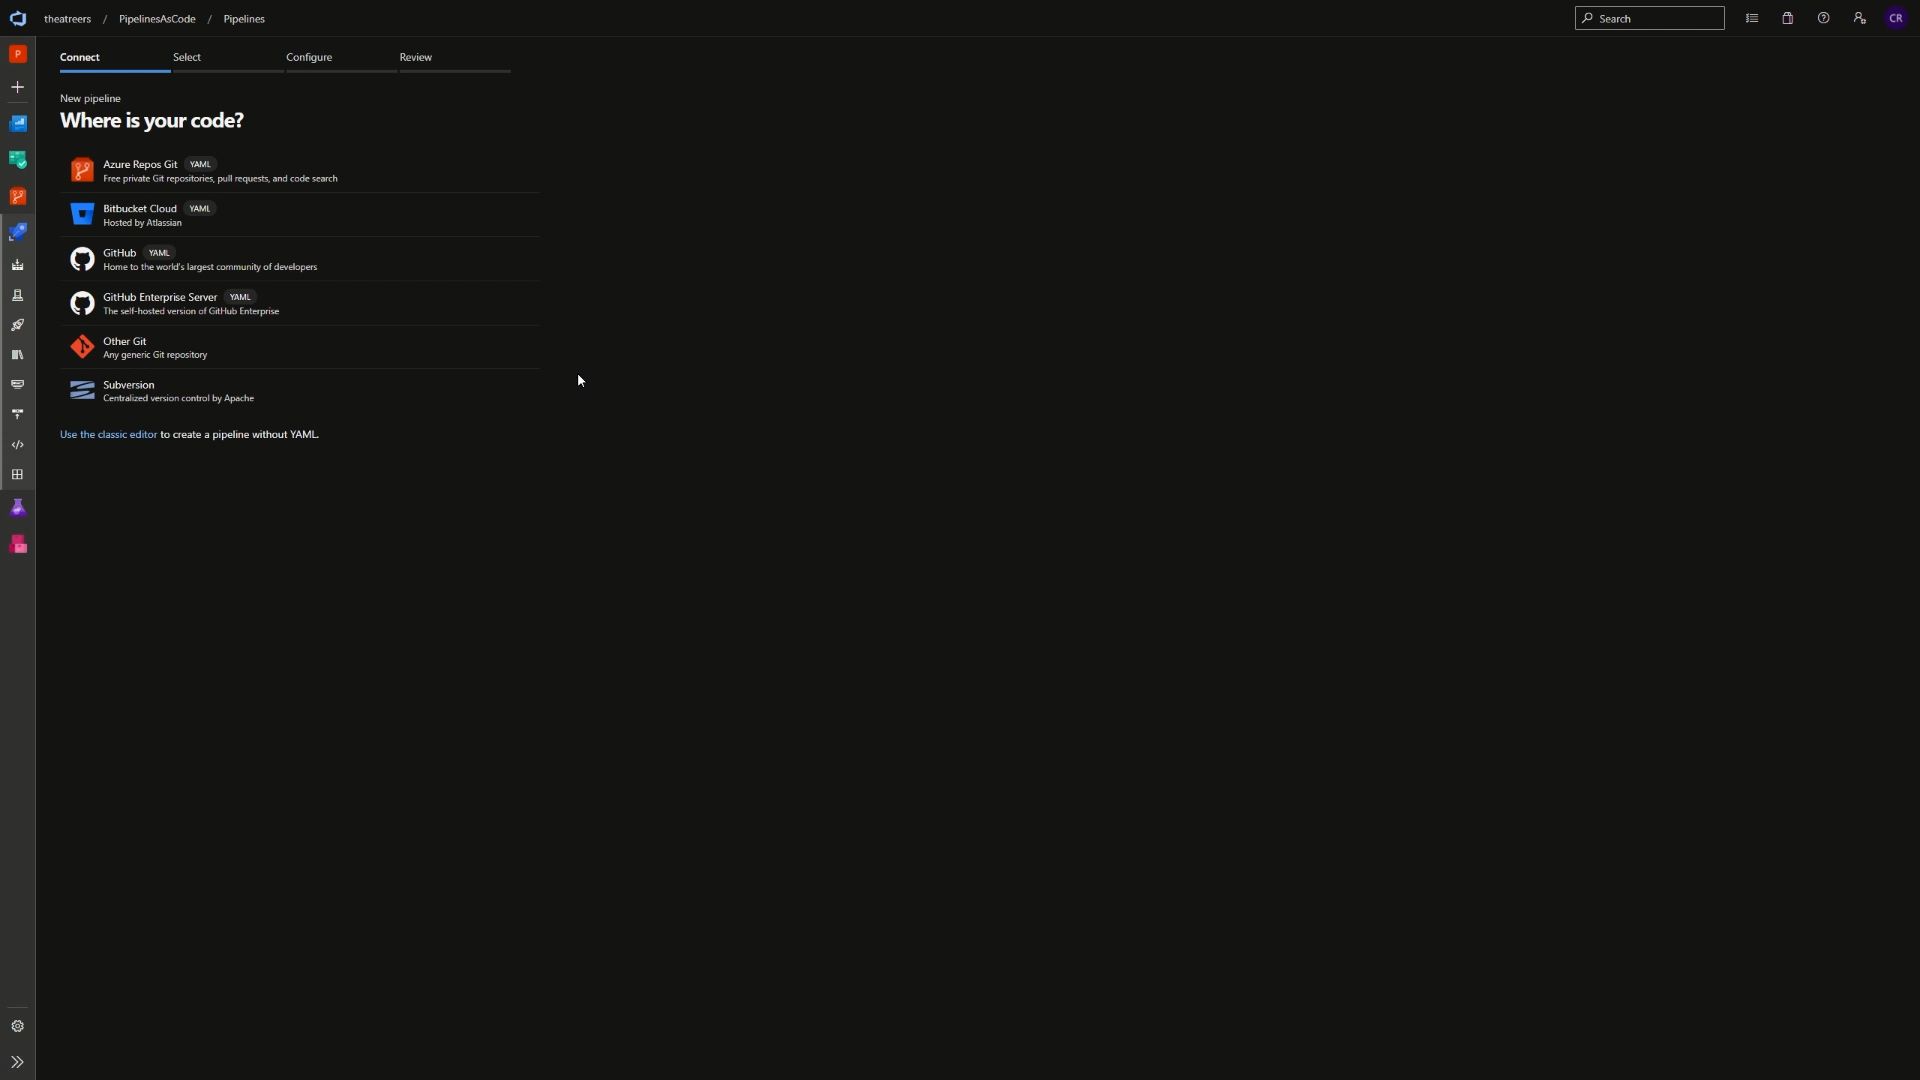 theatreers / PipelinesAsCode / Pipelines
Search
CR
P
Connect Select Configure Review
New pipeline
Where is your code?
Azure Repos Git YAML
Free private Git repositories, pull requests, and code search
Bitbucket Cloud YAML
Hosted by Atlassian
GitHub YAML
Home to the world's largest community of developers
GitHub Enterprise Server YAML
The self-hosted version of GitHub Enterprise
Other Git
Any generic Git repository
Subversion
Centralized version control by Apache
Use the classic editor to create a pipeline without YAML.